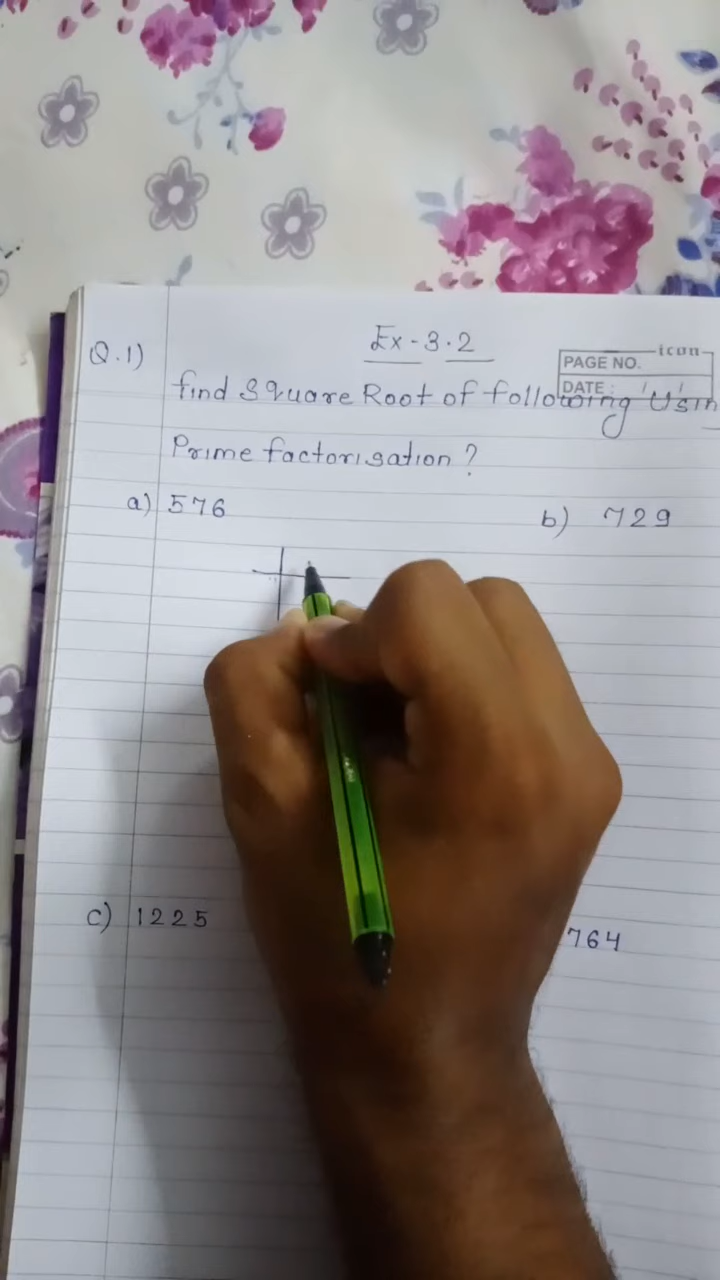 Ex-3.2
icon
PAGE NO.
DATE : / /
Q.1)
find Square Root of following Usin
Prime factorisation ?
a) 576
b) 729
c) 1225
764